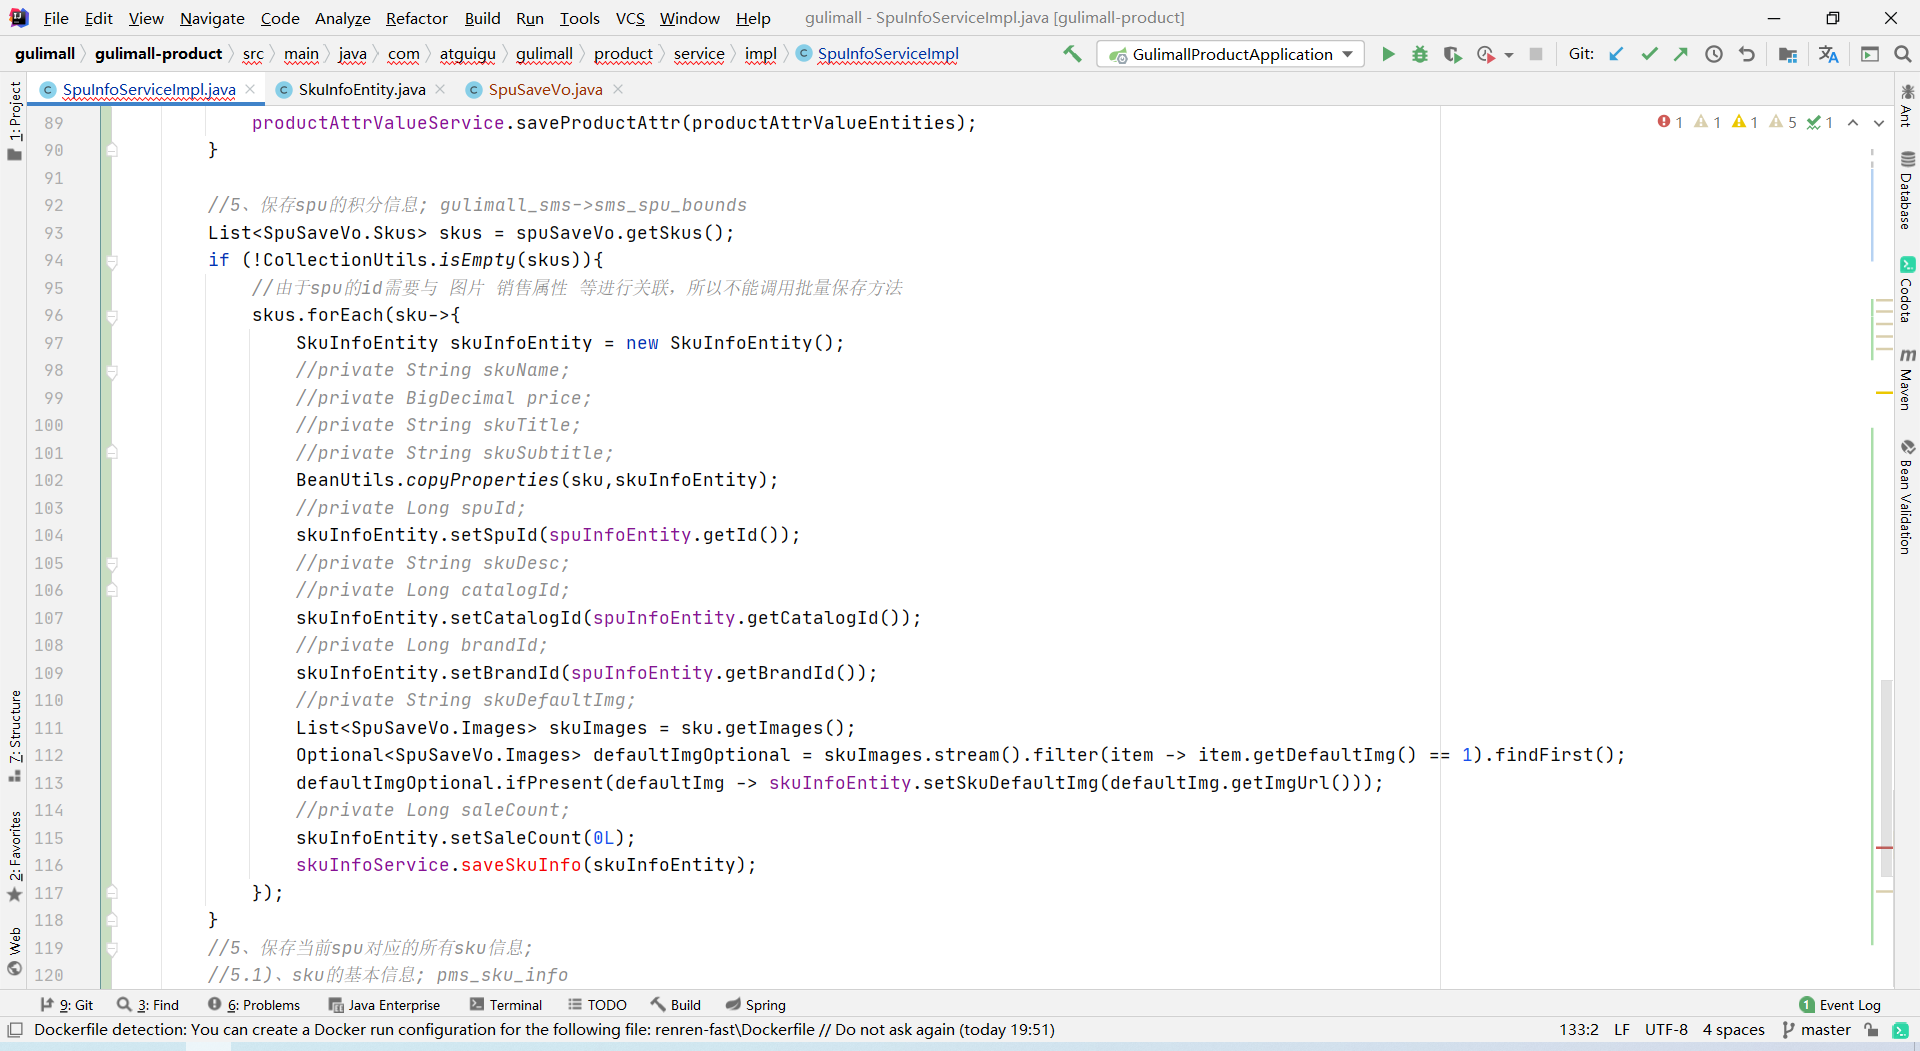 File Edit View Navigate Code Analyze Refactor Build Run Tools VCS Window Help gulimall - SpuInfoServiceImpl.java [gulimall-product]
gulimall gulimall-product src main java com atguigu gulimall product service impl SpuInfoServiceImpl GulimallProductApplication Git:
SpuInfoServiceImpl.java SkuInfoEntity.java SpuSaveVo.java
1: Project
7: Structure
2: Favorites
Web
89 productAttrValueService.saveProductAttr(productAttrValueEntities);
1 1 1 5 1
90 }
91
92 //5、保存spu的积分信息; gulimall_sms->sms_spu_bounds
93 List<SpuSaveVo.Skus> skus = spuSaveVo.getSkus();
94 if (!CollectionUtils.isEmpty(skus)){
95 //由于spu的id需要与 图片 销售属性 等进行关联，所以不能调用批量保存方法
96 skus.forEach(sku->{
97 SkuInfoEntity skuInfoEntity = new SkuInfoEntity();
98 //private String skuName;
99 //private BigDecimal price;
100 //private String skuTitle;
101 //private String skuSubtitle;
102 BeanUtils.copyProperties(sku,skuInfoEntity);
103 //private Long spuId;
104 skuInfoEntity.setSpuId(spuInfoEntity.getId());
105 //private String skuDesc;
106 //private Long catalogId;
107 skuInfoEntity.setCatalogId(spuInfoEntity.getCatalogId());
108 //private Long brandId;
109 skuInfoEntity.setBrandId(spuInfoEntity.getBrandId());
110 //private String skuDefaultImg;
111 List<SpuSaveVo.Images> skuImages = sku.getImages();
112 Optional<SpuSaveVo.Images> defaultImgOptional = skuImages.stream().filter(item -> item.getDefaultImg() == 1).findFirst();
113 defaultImgOptional.ifPresent(defaultImg -> skuInfoEntity.setSkuDefaultImg(defaultImg.getImgUrl()));
114 //private Long saleCount;
115 skuInfoEntity.setSaleCount(0L);
116 skuInfoService.saveSkuInfo(skuInfoEntity);
117 });
118 }
119 //5、保存当前spu对应的所有sku信息;
120 //5.1)、sku的基本信息; pms_sku_info
Ant
Database
Codota
Maven
Bean Validation
9: Git 3: Find 6: Problems Java Enterprise Terminal TODO Build Spring 1 Event Log
Dockerfile detection: You can create a Docker run configuration for the following file: renren-fast\Dockerfile // Do not ask again (today 19:51) 133:2 LF UTF-8 4 spaces master